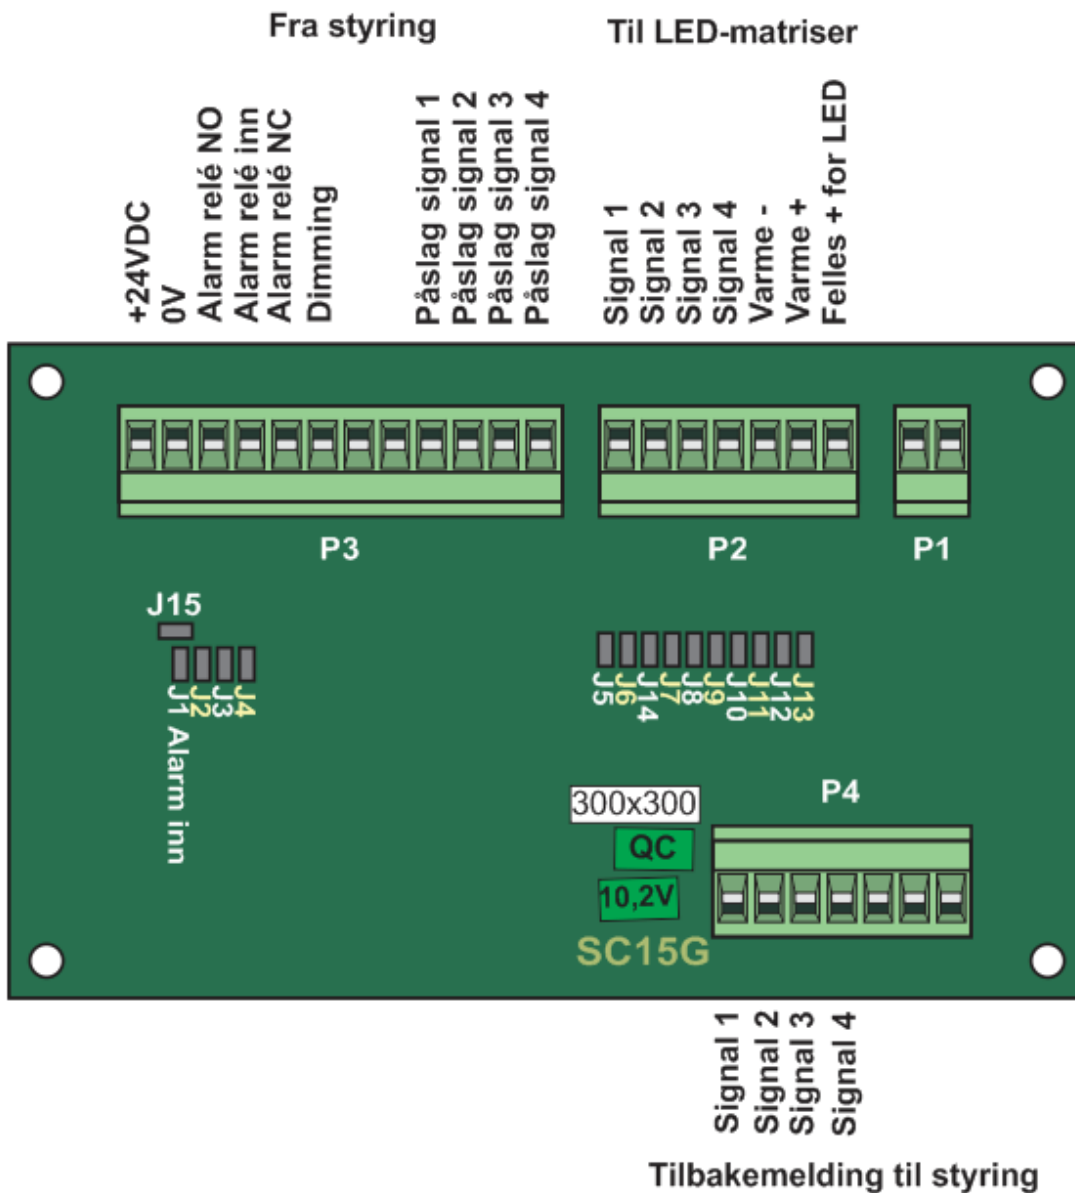 Fra styring
Til LED-matriser
+24VDC
0V
Alarm relé NO
Alarm relé inn
Alarm relé NC
Dimming
Påslag signal 1
Påslag signal 2
Påslag signal 3
Påslag signal 4
Signal 1
Signal 2
Signal 3
Signal 4
Varme -
Varme +
Felles + for LED
P3
P2
P1
J15
J1 Alarm inn
J2
J3
J4
J5
J6
J14
J7
J8
J9
J10
J11
J12
J13
300x300
P4
QC
10,2V
SC15G
Signal 1
Signal 2
Signal 3
Signal 4
Tilbakemelding til styring